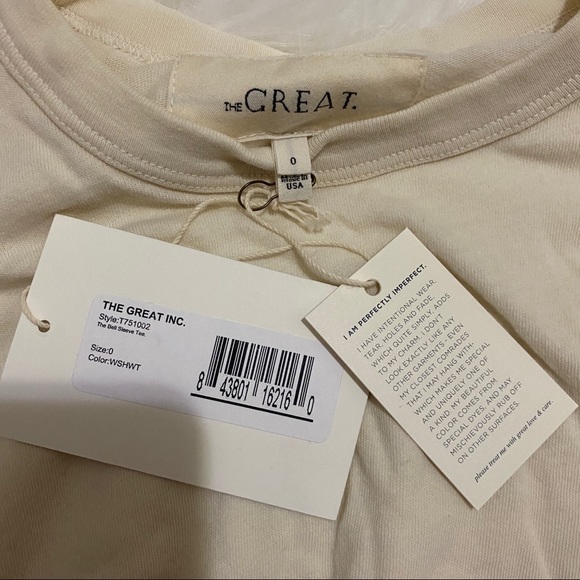 THE GREAT.
0
MADE IN
USA
THE GREAT INC.
Style:T751002
The Bell Sleeve Tee.
Size:0
Color:WSHWT
8 43801 16216 0
I AM PERFECTLY IMPERFECT.
I HAVE INTENTIONAL WEAR,
TEAR, HOLES AND FADE,
WHICH QUITE SIMPLY, ADDS
TO MY CHARM. I DON'T
LOOK EXACTLY LIKE ANY
OTHER GARMENTS - EVEN
MY CLOSEST COMRADES
THAT I MAY HANG WITH-
WHICH MAKES ME SPECIAL
AND UNIQUELY ONE OF
A KIND. MY BEAUTIFUL
COLOR COMES FROM
SPECIAL DYES, AND MAY
MISCHIEVOUSLY RUB OFF
ON OTHER SURFACES.
please treat me with great love & care.